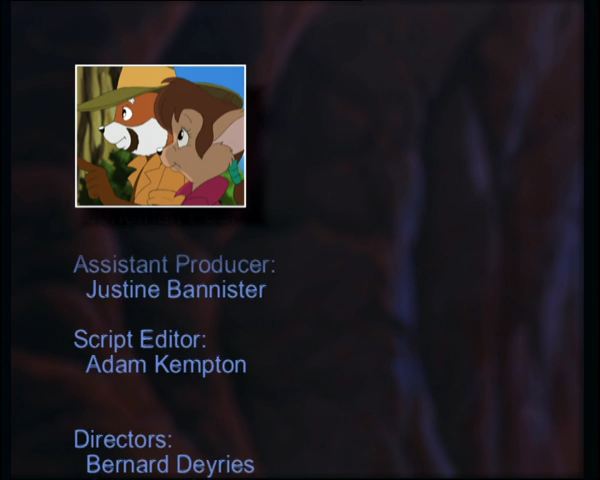 Assistant Producer:
Justine Bannister
Script Editor:
Adam Kempton
Directors:
Bernard Deyries